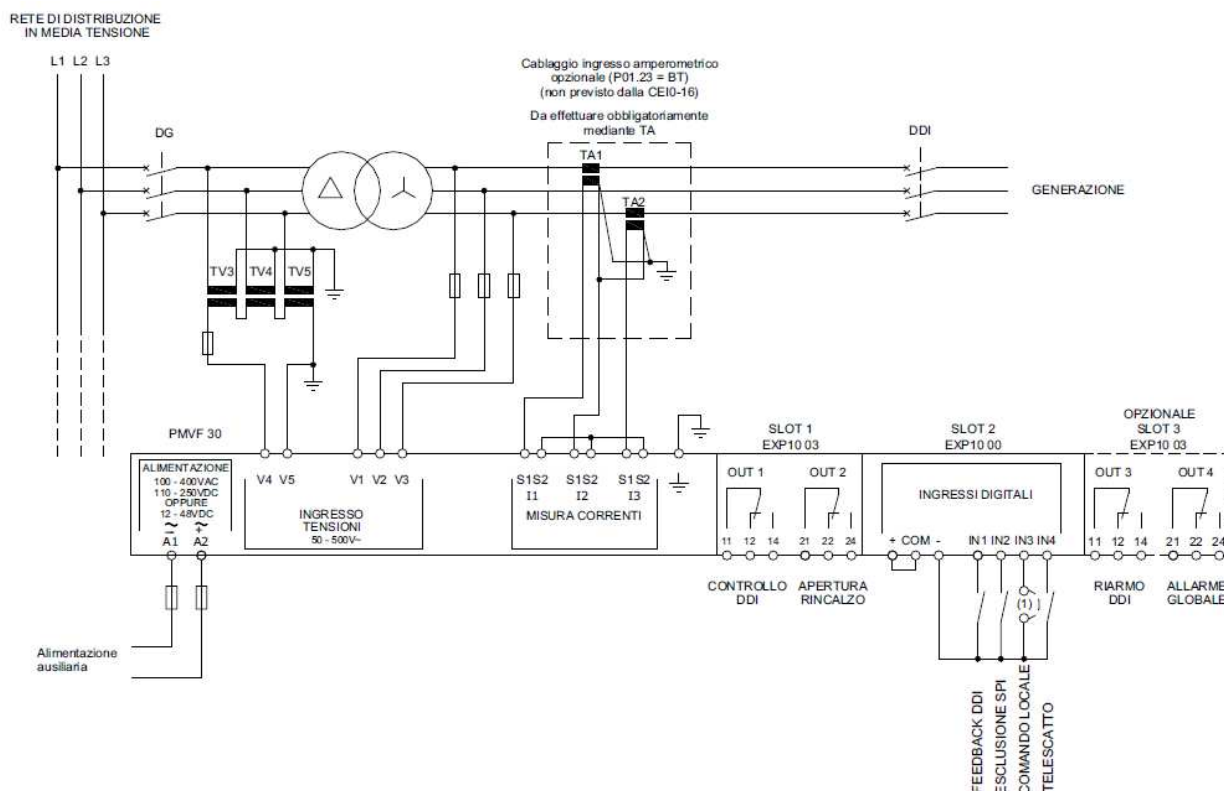 RETE DI DISTRIBUZIONE
IN MEDIA TENSIONE
L1 L2 L3
Cablaggio ingresso amperometrico
opzionale (P01.23 = BT)
(non previsto dalla CEI0-16)
Da effettuare obbligatoriamente
mediante TA
DG
DDI
TA1
GENERAZIONE
TA2
TV3 TV4 TV5
PMVF 30
SLOT 1
EXP10 03
SLOT 2
EXP10 00
OPZIONALE
SLOT 3
EXP10 03
ALIMENTAZIONE
100 - 400VAC
110 - 250VDC
OPPURE
12 - 48VDC
~ ~
- +
A1 A2
V4 V5 V1 V2 V3
INGRESSO
TENSIONI
50 - 500V~
S1S2 S1S2 S1S2
I1 I2 I3
MISURA CORRENTI
OUT 1 OUT 2
11 12 14 21 22 24
INGRESSI DIGITALI
+ COM - IN1 IN2 IN3 IN4
OUT 3 OUT 4
11 12 14 21 22 24
CONTROLLO
DDI
APERTURA
RINCALZO
(1)
RIARMO
DDI
ALLARME
GLOBALE
Alimentazione
ausiliaria
FEEDBACK DDI
ESCLUSIONE SPI
COMANDO LOCALE
TELESCATTO